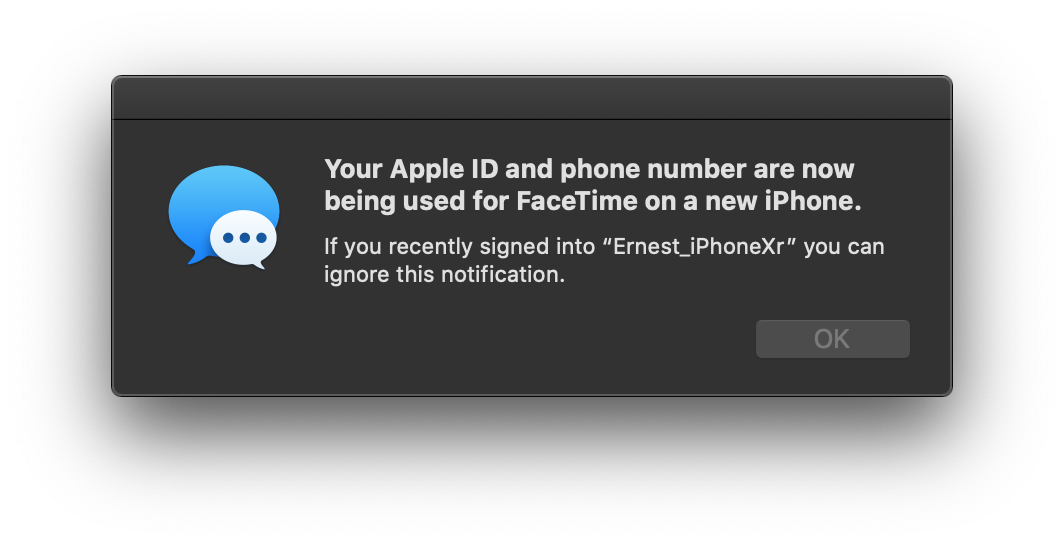 Your Apple ID and phone number are now
being used for FaceTime on a new iPhone.
If you recently signed into “Ernest_iPhoneXr” you can
ignore this notification.
OK